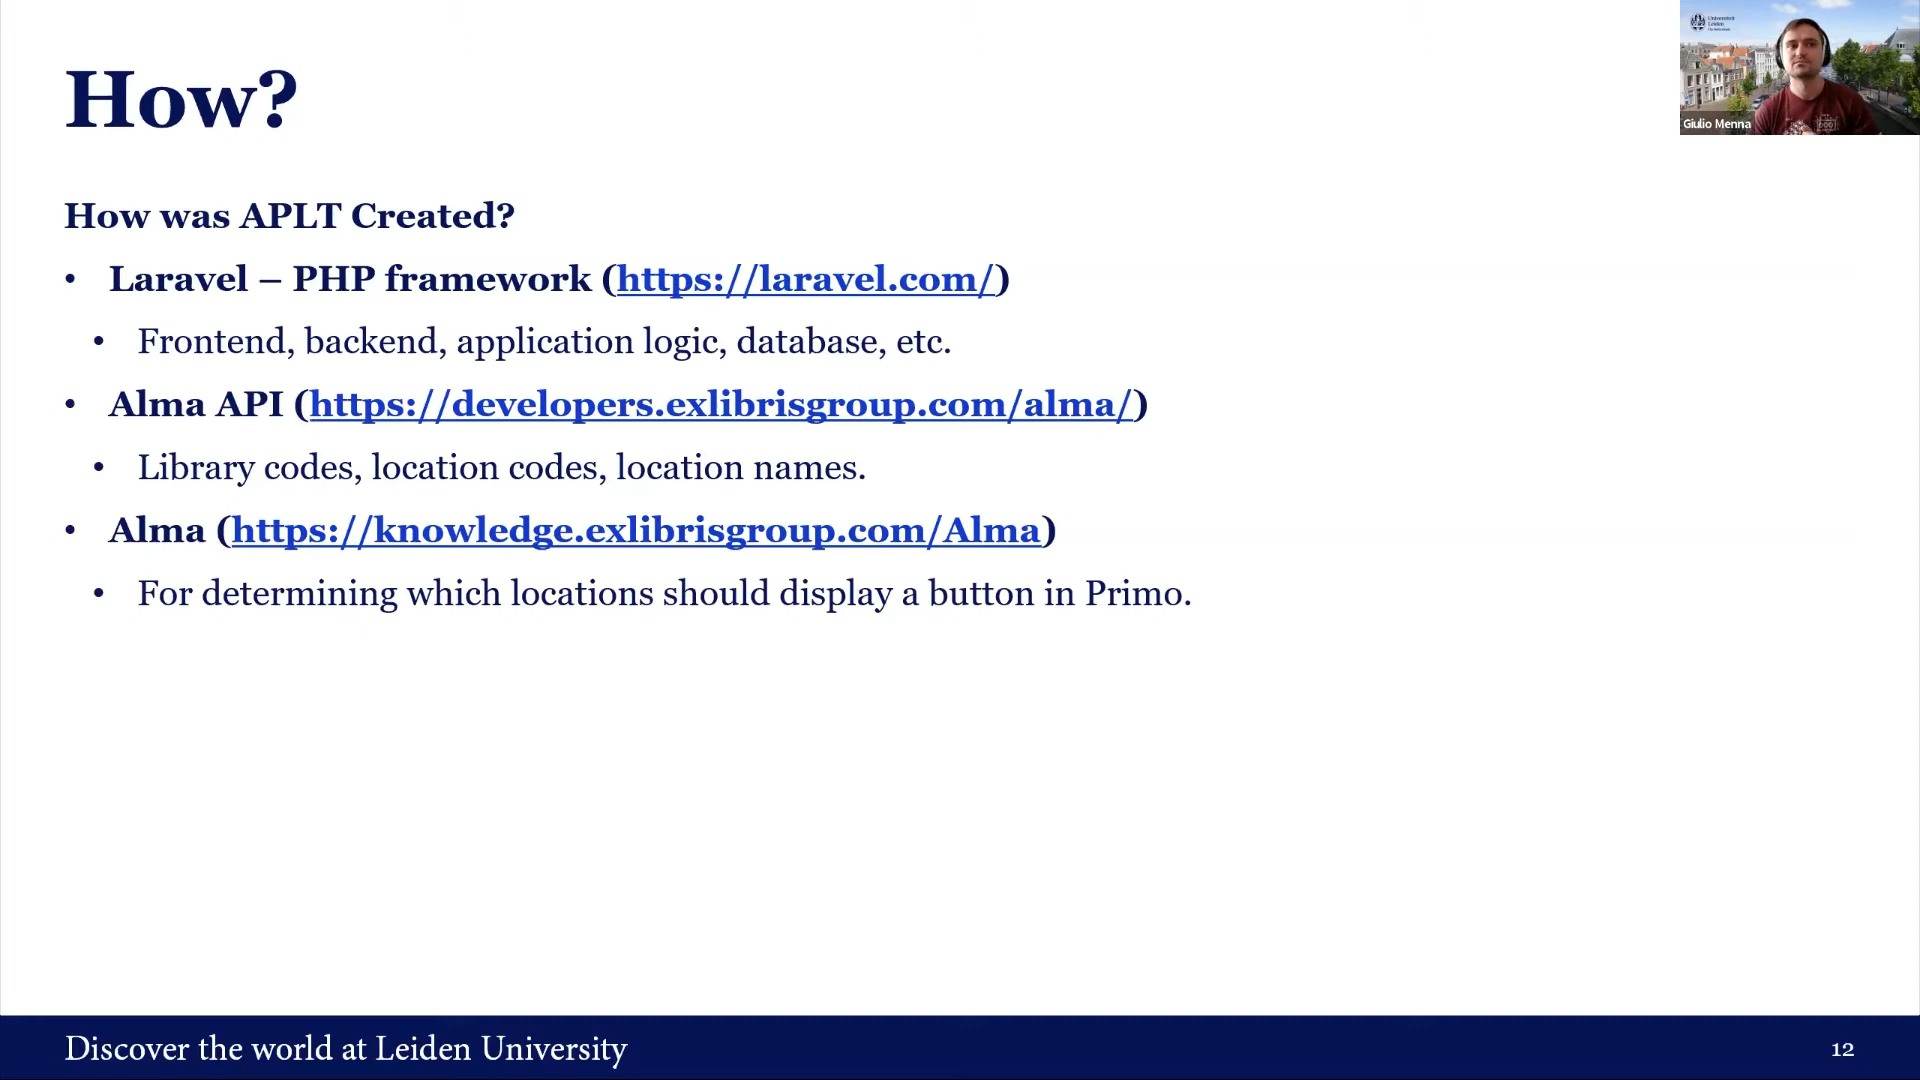 How?
How was APLT Created?
• Laravel – PHP framework (https://laravel.com/)
• Frontend, backend, application logic, database, etc.
• Alma API (https://developers.exlibrisgroup.com/alma/)
• Library codes, location codes, location names.
• Alma (https://knowledge.exlibrisgroup.com/Alma)
• For determining which locations should display a button in Primo.
Universiteit
Leiden
Giulio Menna
Discover the world at Leiden University
12